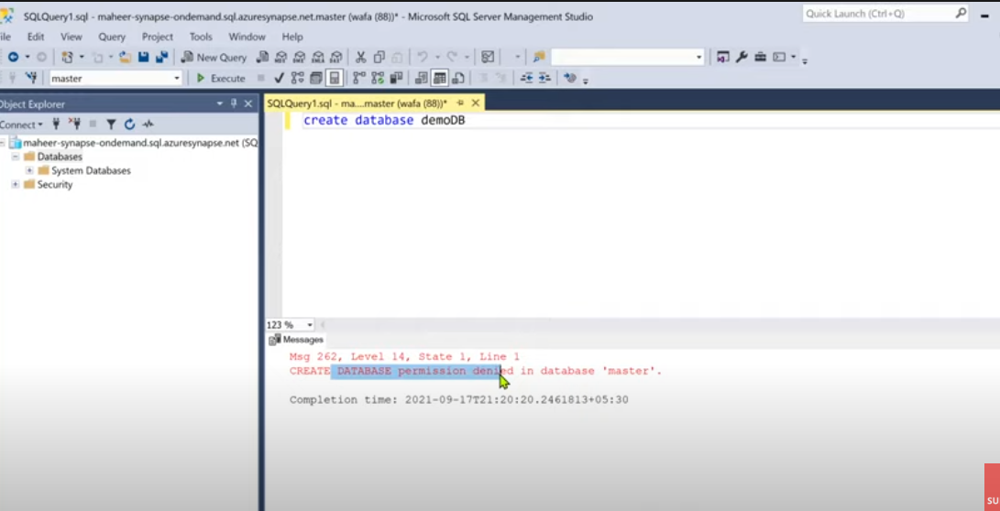 SQLQuery1.sql - maheer-synapse-ondemand.sql.azuresynapse.net.master (wafa (88))* - Microsoft SQL Server Management Studio
Quick Launch (Ctrl+Q)
ile Edit View Query Project Tools Window Help
New Query
master
Execute
bject Explorer
SQLQuery1.sql - ma....master (wafa (88))*
Connect
create database demoDB
maheer-synapse-ondemand.sql.azuresynapse.net (SQ
Databases
System Databases
Security
123 %
Messages
Msg 262, Level 14, State 1, Line 1
CREATE DATABASE permission denied in database 'master'.
Completion time: 2021-09-17T21:20:20.2461813+05:30
SU